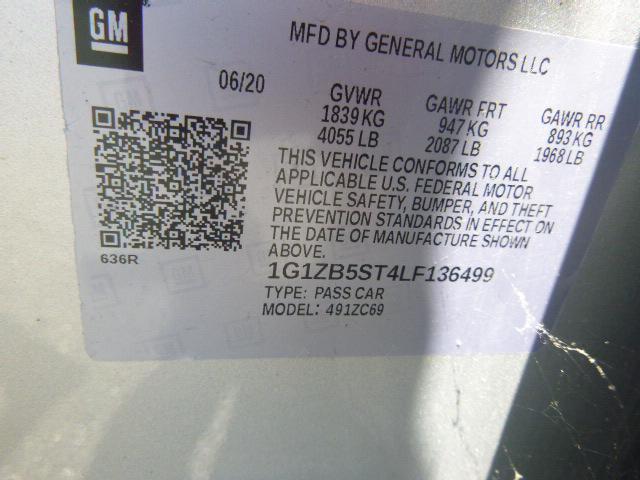 GM
MFD BY GENERAL MOTORS LLC
06/20
GVWR
1839 KG
4055 LB
GAWR FRT
947 KG
2087 LB
GAWR RR
893 KG
1968 LB
THIS VEHICLE CONFORMS TO ALL
APPLICABLE U.S. FEDERAL MOTOR
VEHICLE SAFETY, BUMPER, AND THEFT
PREVENTION STANDARDS IN EFFECT ON
THE DATE OF MANUFACTURE SHOWN
ABOVE.
636R
1G1ZB5ST4LF136499
TYPE: PASS CAR
MODEL: 491ZC69